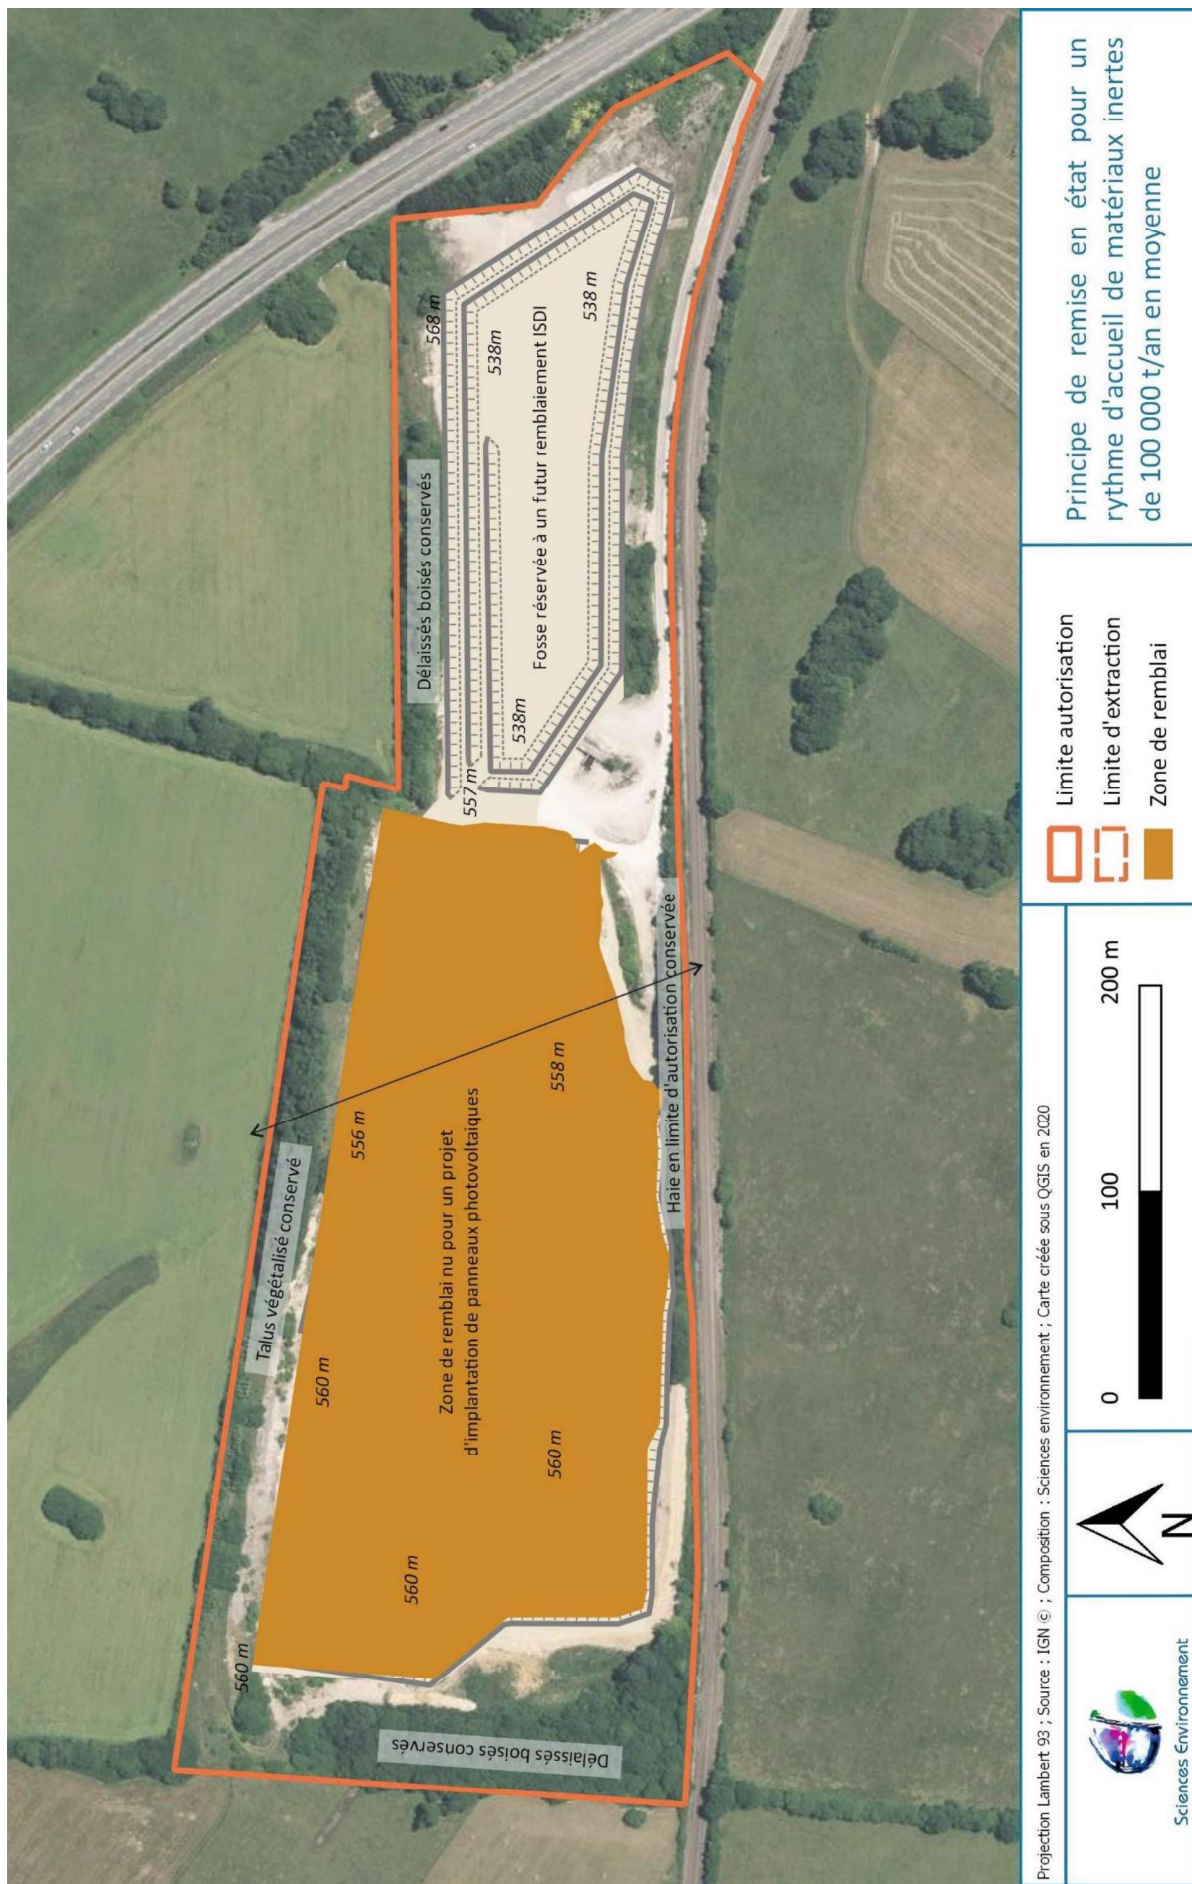 568 m
538m
538 m
Délaissés boisés conservés
Fosse réservée à un futur remblaiement ISDI
538m
557 m
Haie en limite d'autorisation conservée
556 m
558 m
Talus végétalisé conservé
Zone de remblai nu pour un projet
d'implantation de panneaux photovoltaiques
560 m
560 m
560 m
560 m
Délaissés boisés conservés
Projection Lambert 93 ; Source : IGN © ; Composition : Sciences environnement ; Carte créée sous QGIS en 2020
Sciences Environnement
N
0
100
200 m
Limite autorisation
Limite d'extraction
Zone de remblai
Principe de remise en état pour un
rythme d'accueil de matériaux inertes
de 100 000 t/an en moyenne